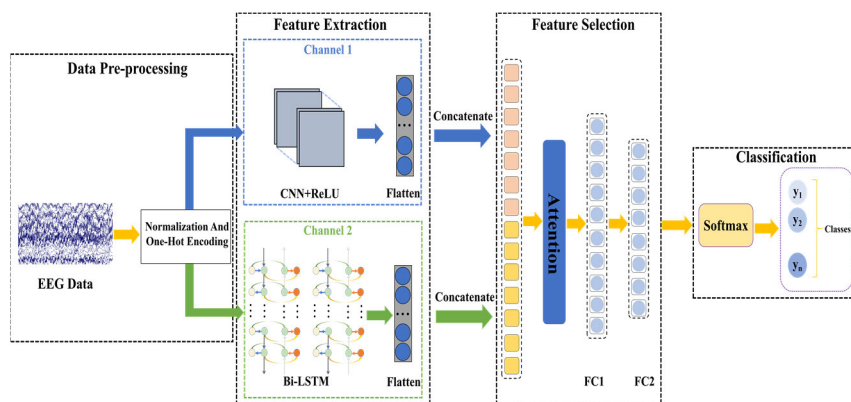 Data Pre-processing
EEG Data
Normalization And
One-Hot Encoding
Feature Extraction
Channel 1
CNN+ReLU
Flatten
Channel 2
Bi-LSTM
Flatten
Concatenate
Concatenate
Feature Selection
Attention
FC1
FC2
Classification
Softmax
y₁
y₂
yₙ
Classes